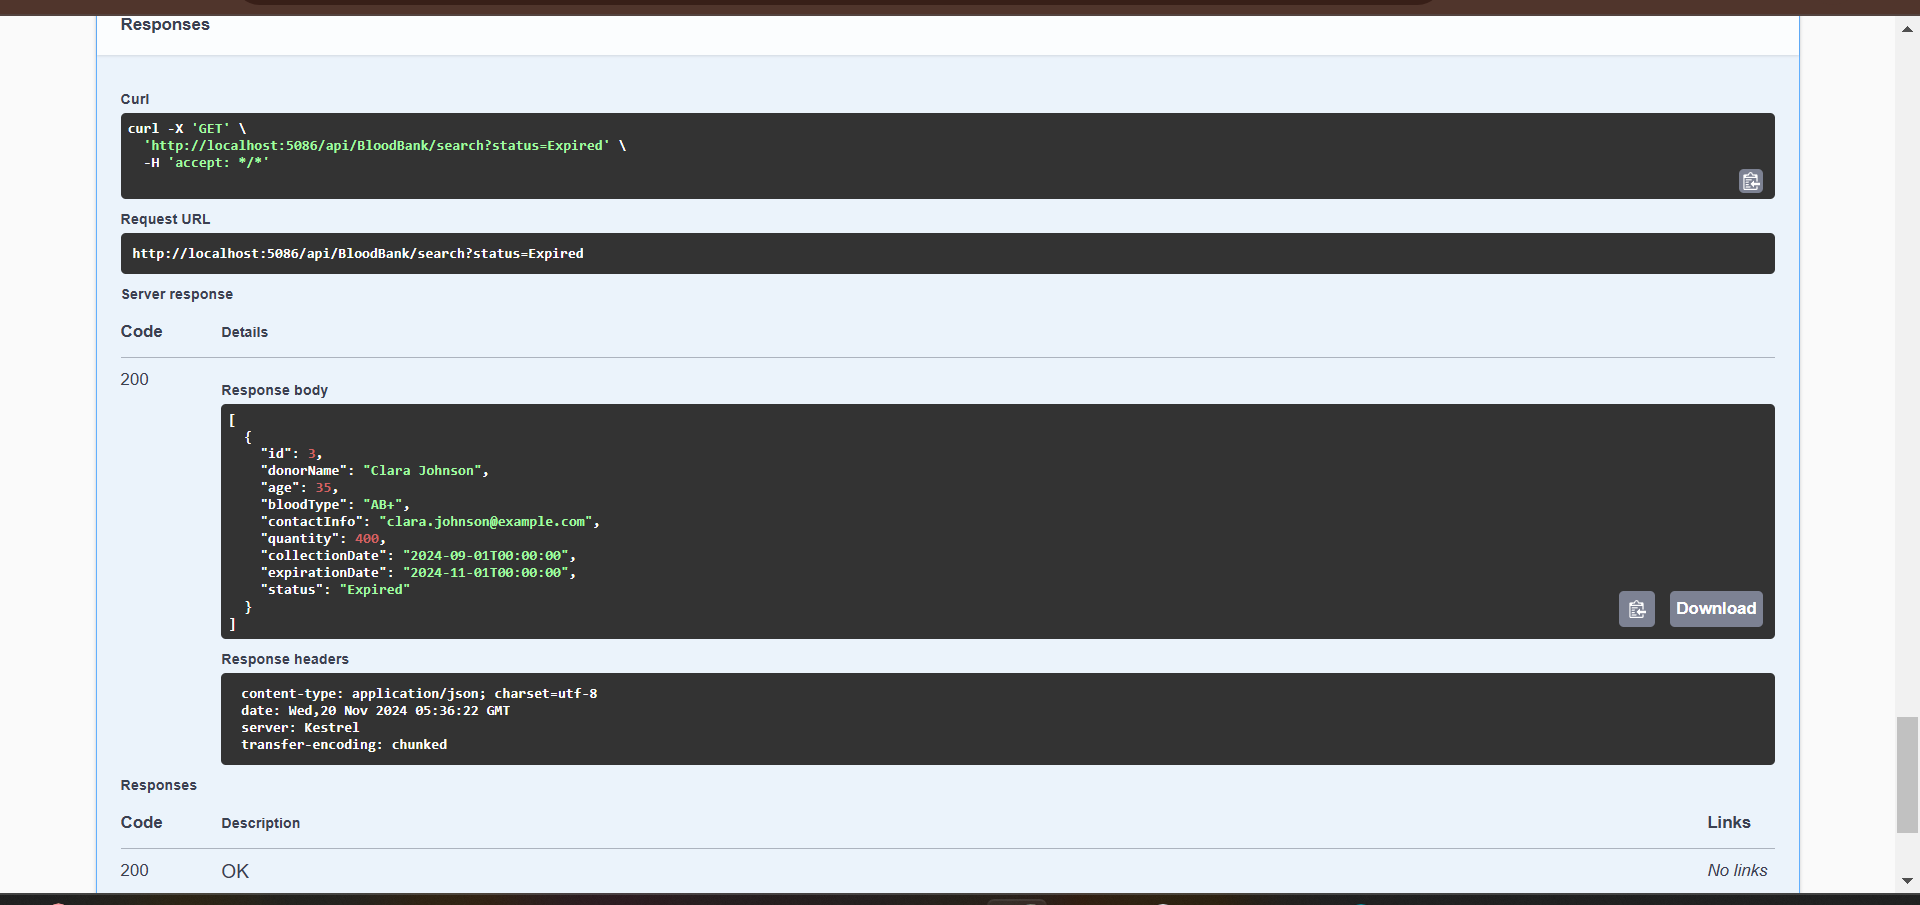 Responses
Curl
curl -X 'GET' \
  'http://localhost:5086/api/BloodBank/search?status=Expired' \
  -H 'accept: */*'
Request URL
http://localhost:5086/api/BloodBank/search?status=Expired
Server response
Code Details
200
Response body
[
  {
    "id": 3,
    "donorName": "Clara Johnson",
    "age": 35,
    "bloodType": "AB+",
    "contactInfo": "clara.johnson@example.com",
    "quantity": 400,
    "collectionDate": "2024-09-01T00:00:00",
    "expirationDate": "2024-11-01T00:00:00",
    "status": "Expired"
  }
]
Download
Response headers
content-type: application/json; charset=utf-8
date: Wed,20 Nov 2024 05:36:22 GMT
server: Kestrel
transfer-encoding: chunked
Responses
Code Description Links
200 OK No links